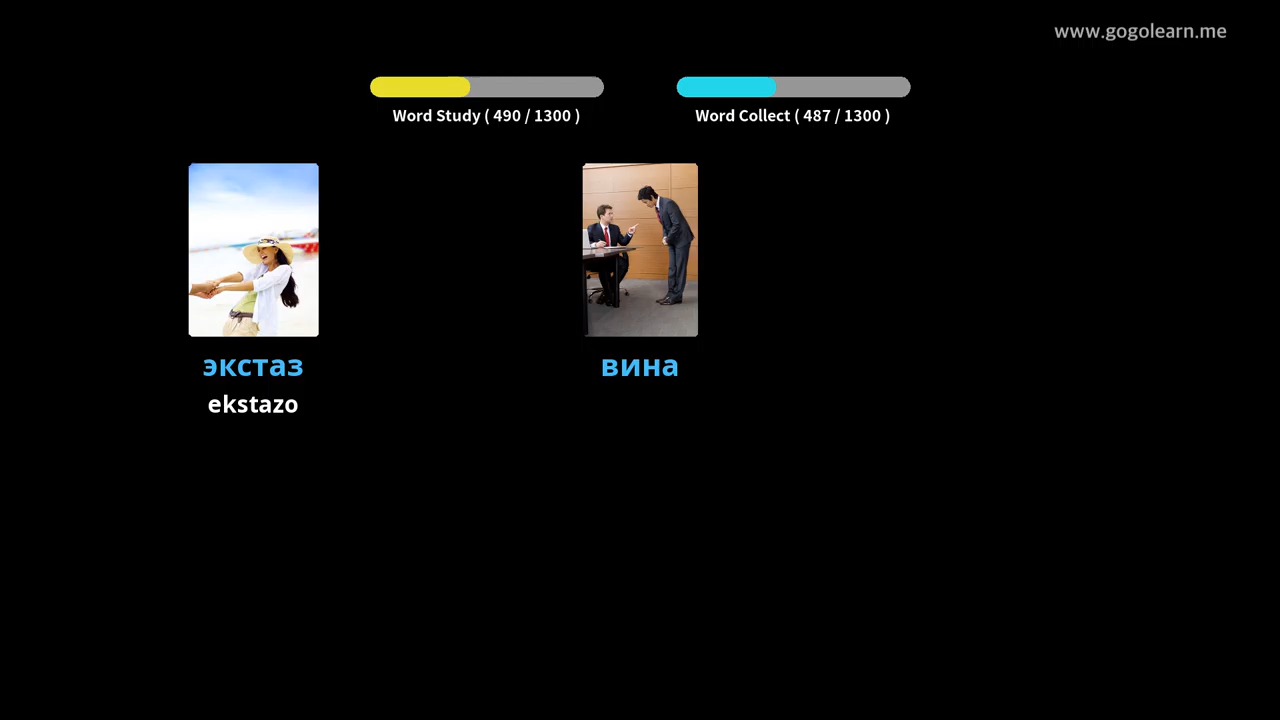 www.gogolearn.me
Word Study ( 490 / 1300 )
Word Collect ( 487 / 1300 )
экстаз
ekstazo
вина